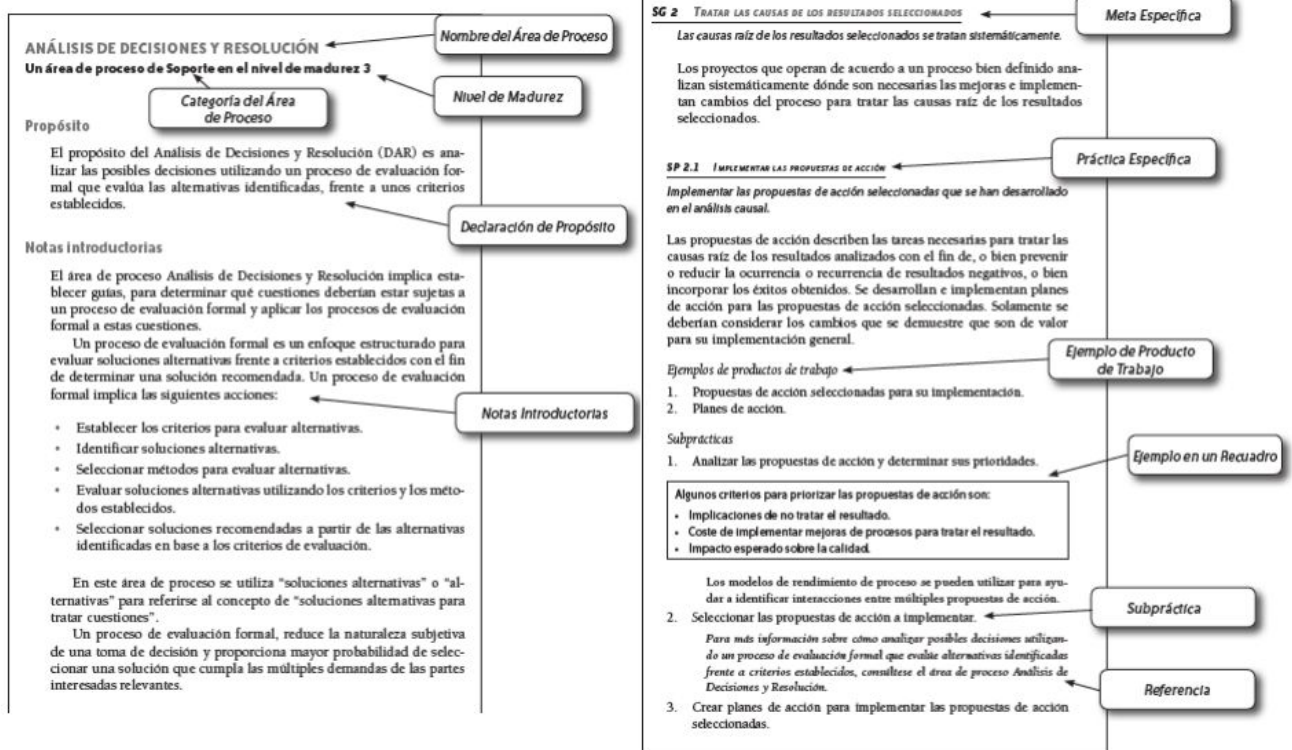 ANÁLISIS DE DECISIONES Y RESOLUCIÓN
Nombre del Área de Proceso
Un área de proceso de Soporte en el nivel de madurez 3
Categoría del Área
de Proceso
Nivel de Madurez
Propósito
El propósito del Análisis de Decisiones y Resolución (DAR) es ana-
lizar las posibles decisiones utilizando un proceso de evaluación for-
mal que evalúa las alternativas identificadas, frente a unos criterios
establecidos.
Declaración de Propósito
Notas introductorias
El área de proceso Análisis de Decisiones y Resolución implica esta-
blecer guías, para determinar qué cuestiones deberían estar sujetas a
un proceso de evaluación formal y aplicar los procesos de evaluación
formal a estas cuestiones.
Un proceso de evaluación formal es un enfoque estructurado para
evaluar soluciones alternativas frente a criterios establecidos con el fin
de determinar una solución recomendada. Un proceso de evaluación
formal implica las siguientes acciones:
Notas Introductorias
• Establecer los criterios para evaluar alternativas.
• Identificar soluciones alternativas.
• Seleccionar métodos para evaluar alternativas.
• Evaluar soluciones alternativas utilizando los criterios y los méto-
dos establecidos.
• Seleccionar soluciones recomendadas a partir de las alternativas
identificadas en base a los criterios de evaluación.
En este área de proceso se utiliza “soluciones alternativas” o “al-
ternativas” para referirse al concepto de “soluciones alternativas para
tratar cuestiones”.
Un proceso de evaluación formal, reduce la naturaleza subjetiva
de una toma de decisión y proporciona mayor probabilidad de selec-
cionar una solución que cumpla las múltiples demandas de las partes
interesadas relevantes.
SG 2 TRATAR LAS CAUSAS DE LOS RESULTADOS SELECCIONADOS
Meta Específica
Las causas raíz de los resultados seleccionados se tratan sistemáticamente.
Los proyectos que operan de acuerdo a un proceso bien definido ana-
lizan sistemáticamente dónde son necesarias las mejoras e implemen-
tan cambios del proceso para tratar las causas raíz de los resultados
seleccionados.
SP 2.1 IMPLEMENTAR LAS PROPUESTAS DE ACCIÓN
Práctica Específica
Implementar las propuestas de acción seleccionadas que se han desarrollado
en el análisis causal.
Las propuestas de acción describen las tareas necesarias para tratar las
causas raíz de los resultados analizados con el fin de, o bien prevenir
o reducir la ocurrencia o recurrencia de resultados negativos, o bien
incorporar los éxitos obtenidos. Se desarrollan e implementan planes
de acción para las propuestas de acción seleccionadas. Solamente se
deberían considerar los cambios que se demuestre que son de valor
para su implementación general.
Ejemplo de Producto
de Trabajo
Ejemplos de productos de trabajo
1. Propuestas de acción seleccionadas para su implementación.
2. Planes de acción.
Subprácticas
1. Analizar las propuestas de acción y determinar sus prioridades.
Ejemplo en un Recuadro
Algunos criterios para priorizar las propuestas de acción son:
• Implicaciones de no tratar el resultado.
• Coste de implementar mejoras de procesos para tratar el resultado.
• Impacto esperado sobre la calidad.
Los modelos de rendimiento de proceso se pueden utilizar para ayu-
dar a identificar interacciones entre múltiples propuestas de acción.
2. Seleccionar las propuestas de acción a implementar.
Subpráctica
Para más información sobre cómo analizar posibles decisiones utilizan-
do un proceso de evaluación formal que evalúe alternativas identificadas
frente a criterios establecidos, consúltese el área de proceso Análisis de
Decisiones y Resolución.
Referencia
3. Crear planes de acción para implementar las propuestas de acción
seleccionadas.